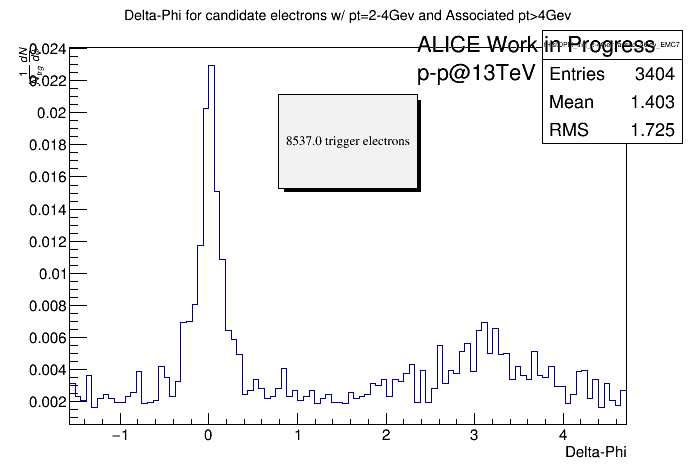 Delta-Phi for candidate electrons w/ pt=2-4Gev and Associated pt>4Gev
ALICE Work in Progress
p-p@13TeV
EMC7
Entries 3404
Mean 1.403
RMS 1.725
8537.0 trigger electrons
0.024
0.022
0.02
0.018
0.016
0.014
0.012
0.01
0.008
0.006
0.004
0.002
−1 0 1 2 3 4
Delta-Phi